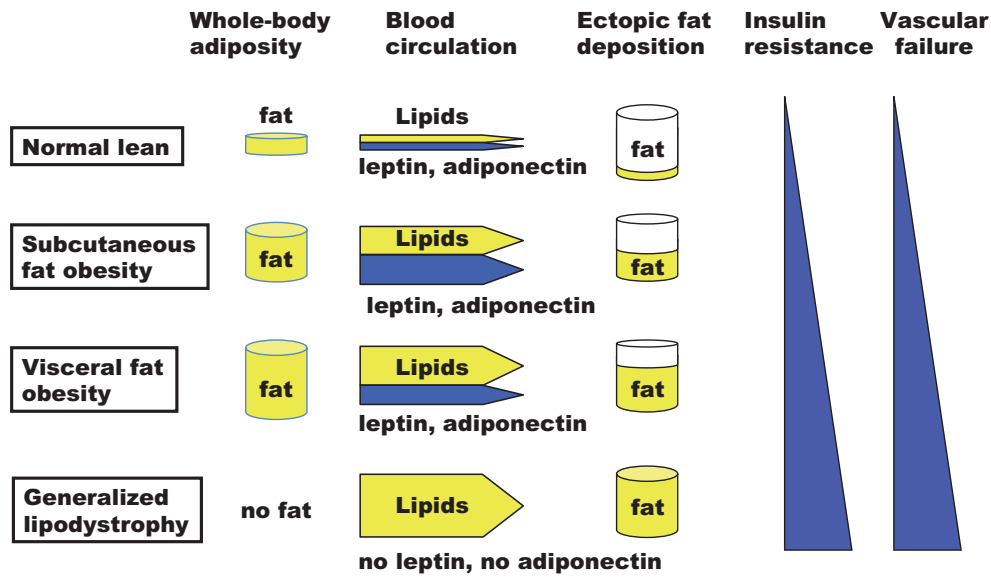 Whole-body
adiposity
Blood
circulation
Ectopic fat
deposition
Insulin
resistance
Vascular
failure
Normal lean
fat
Lipids
leptin, adiponectin
fat
Subcutaneous
fat obesity
fat
Lipids
leptin, adiponectin
fat
Visceral fat
obesity
fat
Lipids
leptin, adiponectin
fat
Generalized
lipodystrophy
no fat
Lipids
no leptin, no adiponectin
fat